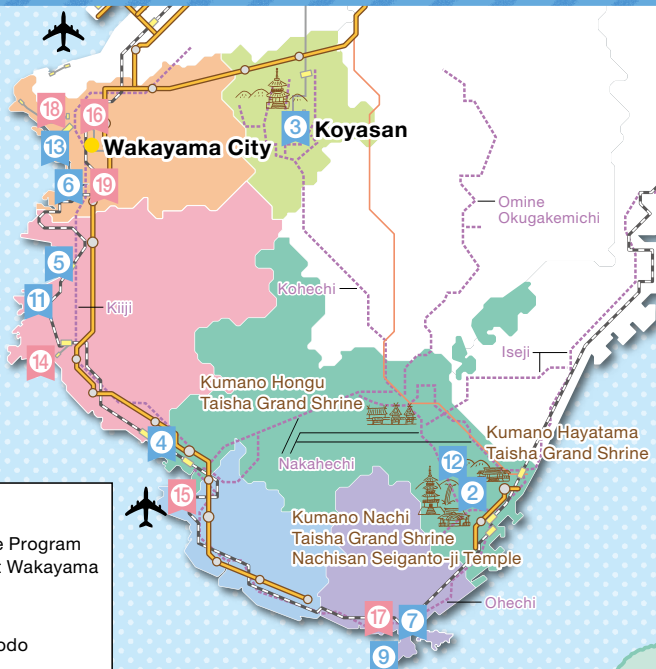 18
16
Wakayama City
13
6
19
3
Koyasan
Omine
Okugakemichi
5
Kohechi
11
Kiiji
Iseji
14
Kumano Hongu
Taisha Grand Shrine
Kumano Hayatama
Taisha Grand Shrine
4
Nakahechi
12
2
15
Kumano Nachi
Taisha Grand Shrine
Nachisan Seiganto-ji Temple
e Program
t Wakayama
odo
Ohechi
17
7
9